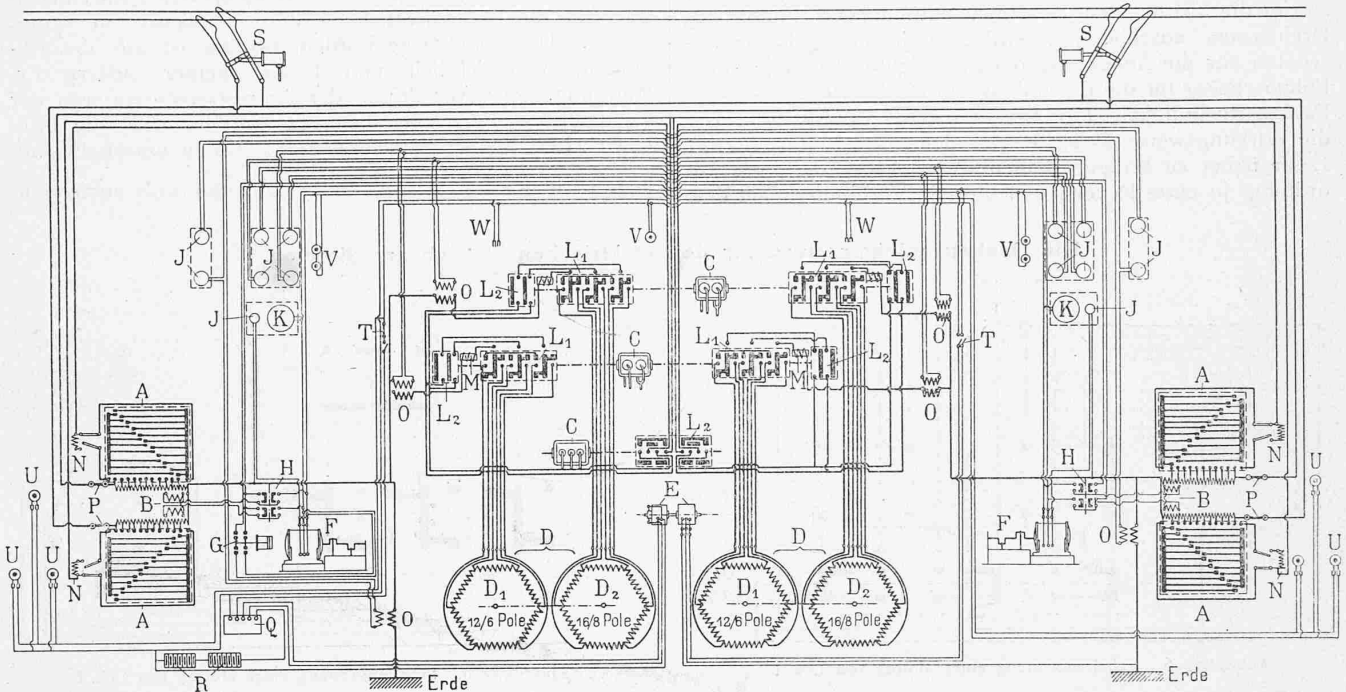 S S
W V W
J J V L₁ C L₁ L₂ V J J
J K O L₂ K J
T L₁ C L₁ O T
M M L₂
O L₂ O
A C L₂ A
N H H N
U P B E B P U
U U G F D D F O U
N D₁ D₂ D₁ D₂ N
A Q O 12/6 Pole 16/8 Pole 12/6 Pole 16/8 Pole A
R Erde Erde